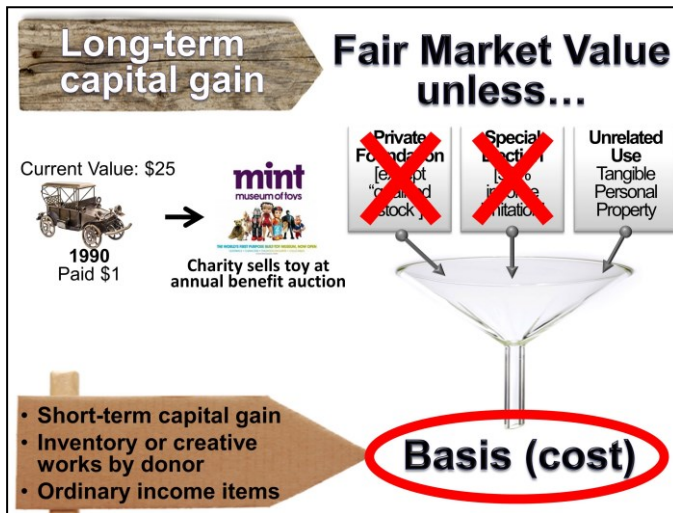 Long-term
capital gain
Fair Market Value
unless…
Current Value: $25
1990
Paid $1
mint
museum of toys
Charity sells toy at
annual benefit auction
Private
Foundation
[except
stock"]
Special
Election
Unrelated
Use
Tangible
Personal
Property
• Short-term capital gain
• Inventory or creative
works by donor
• Ordinary income items
Basis (cost)